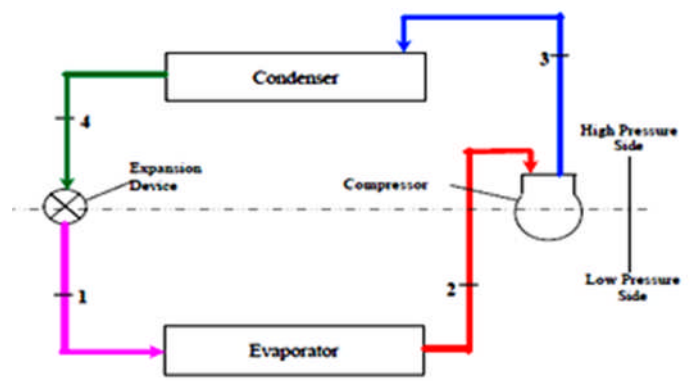 Condenser
3
4
High Pressure
Side
Expansion
Device
Compressor
1
2
Low Pressure
Side
Evaporator